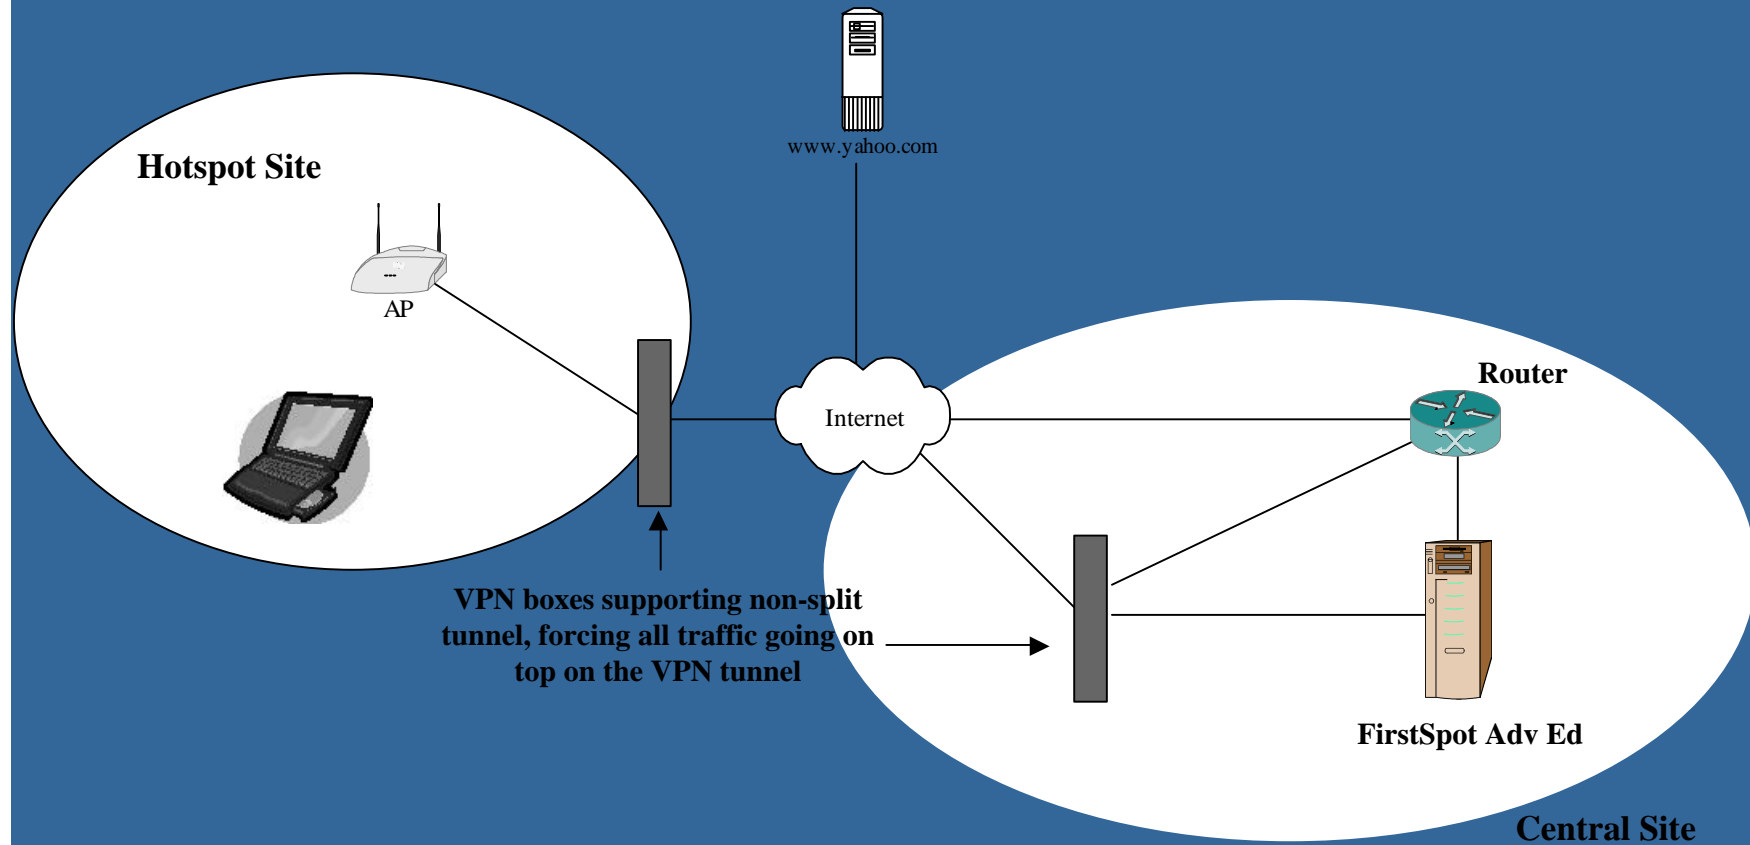 www.yahoo.com
Hotspot Site
AP
Internet
Router
VPN boxes supporting non-split
tunnel, forcing all traffic going on
top on the VPN tunnel
FirstSpot Adv Ed
Central Site